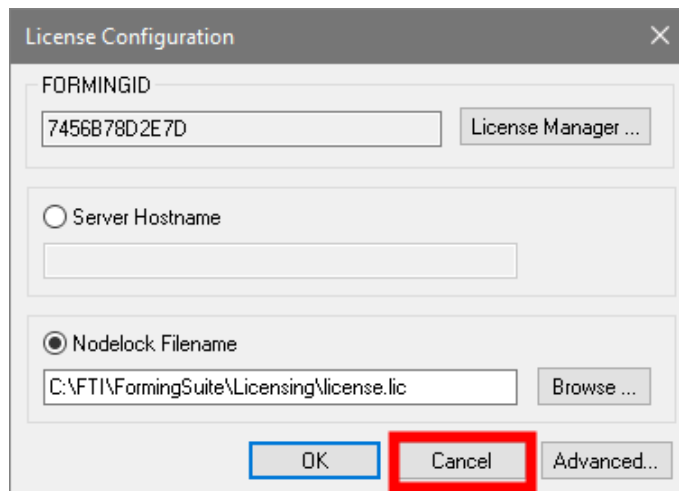 License Configuration
FORMINGID
7456B78D2E7D
License Manager ...
Server Hostname
Nodelock Filename
C:\FTI\FormingSuite\Licensing\license.lic
Browse ...
OK Cancel Advanced...